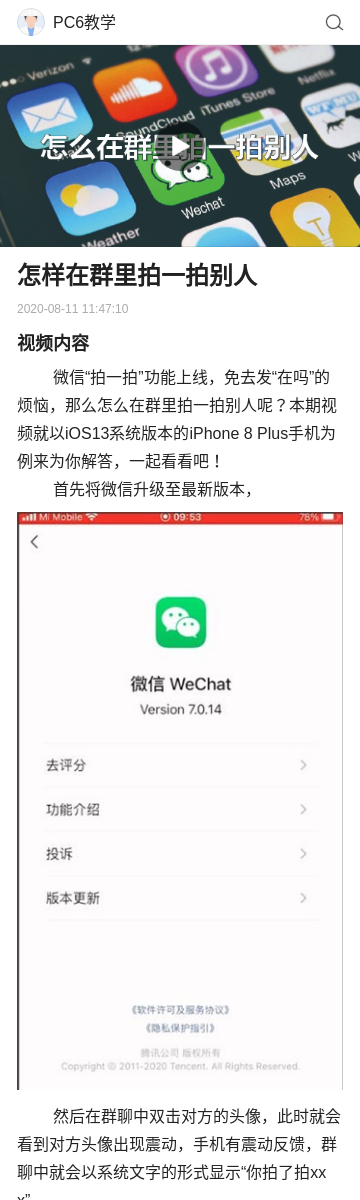 PC6教学
Verizon
Netflix
iTunes Store
SoundCloud
怎么在群里拍一拍别人
Maps
Wechat
Weather
怎样在群里拍一拍别人
2020-08-11 11:47:10
视频内容
微信“拍一拍”功能上线，免去发“在吗”的
烦恼，那么怎么在群里拍一拍别人呢？本期视
频就以iOS13系统版本的iPhone 8 Plus手机为
例来为你解答，一起看看吧！
首先将微信升级至最新版本，
Mi Mobile 09:53 78%
微信 WeChat
Version 7.0.14
去评分
功能介绍
投诉
版本更新
《软件许可及服务协议》
《隐私保护指引》
腾讯公司 版权所有
Copyright © 2011-2020 Tencent. All Rights Reserved.
然后在群聊中双击对方的头像，此时就会
看到对方头像出现震动，手机有震动反馈，群
聊中就会以系统文字的形式显示“你拍了拍xx
x”